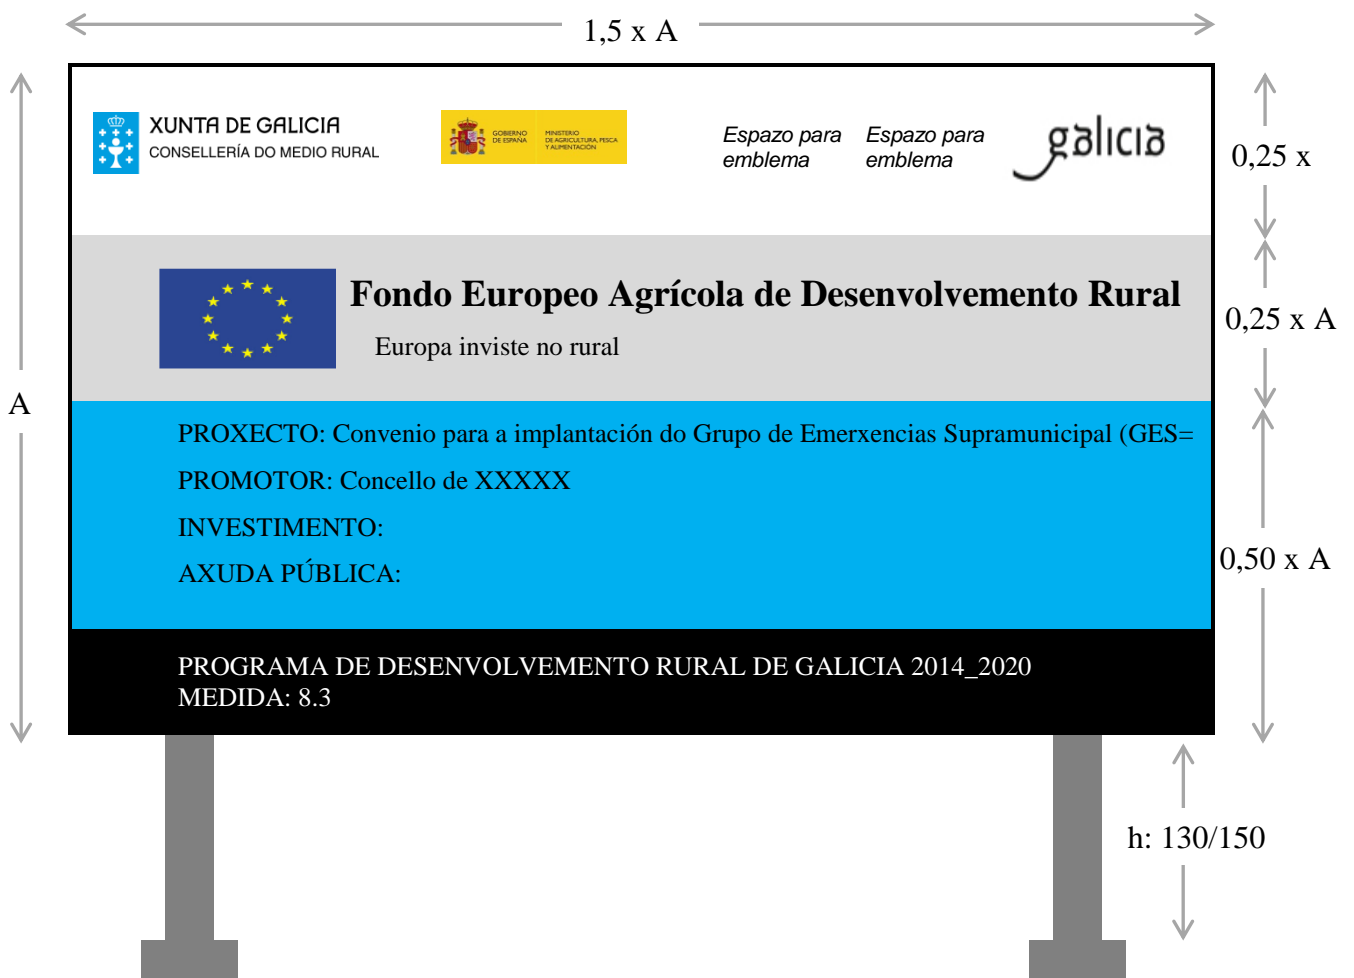 1,5 x A
XUNTA DE GALICIA
CONSELLERÍA DO MEDIO RURAL
GOBIERNO
DE ESPAÑA
MINISTERIO
DE AGRICULTURA, PESCA
Y ALIMENTACIÓN
Espazo para
emblema
Espazo para
emblema
galicia
0,25 x
Fondo Europeo Agrícola de Desenvolvemento Rural
Europa inviste no rural
0,25 x A
A
PROXECTO: Convenio para a implantación do Grupo de Emerxencias Supramunicipal (GES=
PROMOTOR: Concello de XXXXX
INVESTIMENTO:
AXUDA PÚBLICA:
0,50 x A
PROGRAMA DE DESENVOLVEMENTO RURAL DE GALICIA 2014_2020
MEDIDA: 8.3
h: 130/150